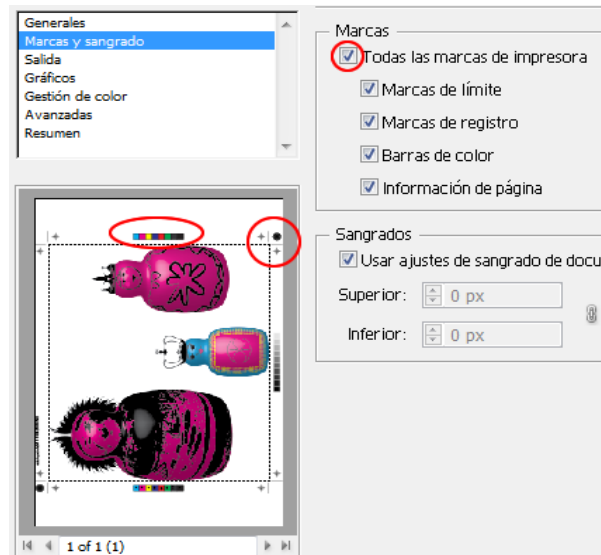 Generales
Marcas y sangrado
Salida
Gráficos
Gestión de color
Avanzadas
Resumen
1 of 1 (1)
Marcas
Todas las marcas de impresora
Marcas de límite
Marcas de registro
Barras de color
Información de página
Sangrados
Usar ajustes de sangrado de docu
Superior: 0 px
Inferior: 0 px